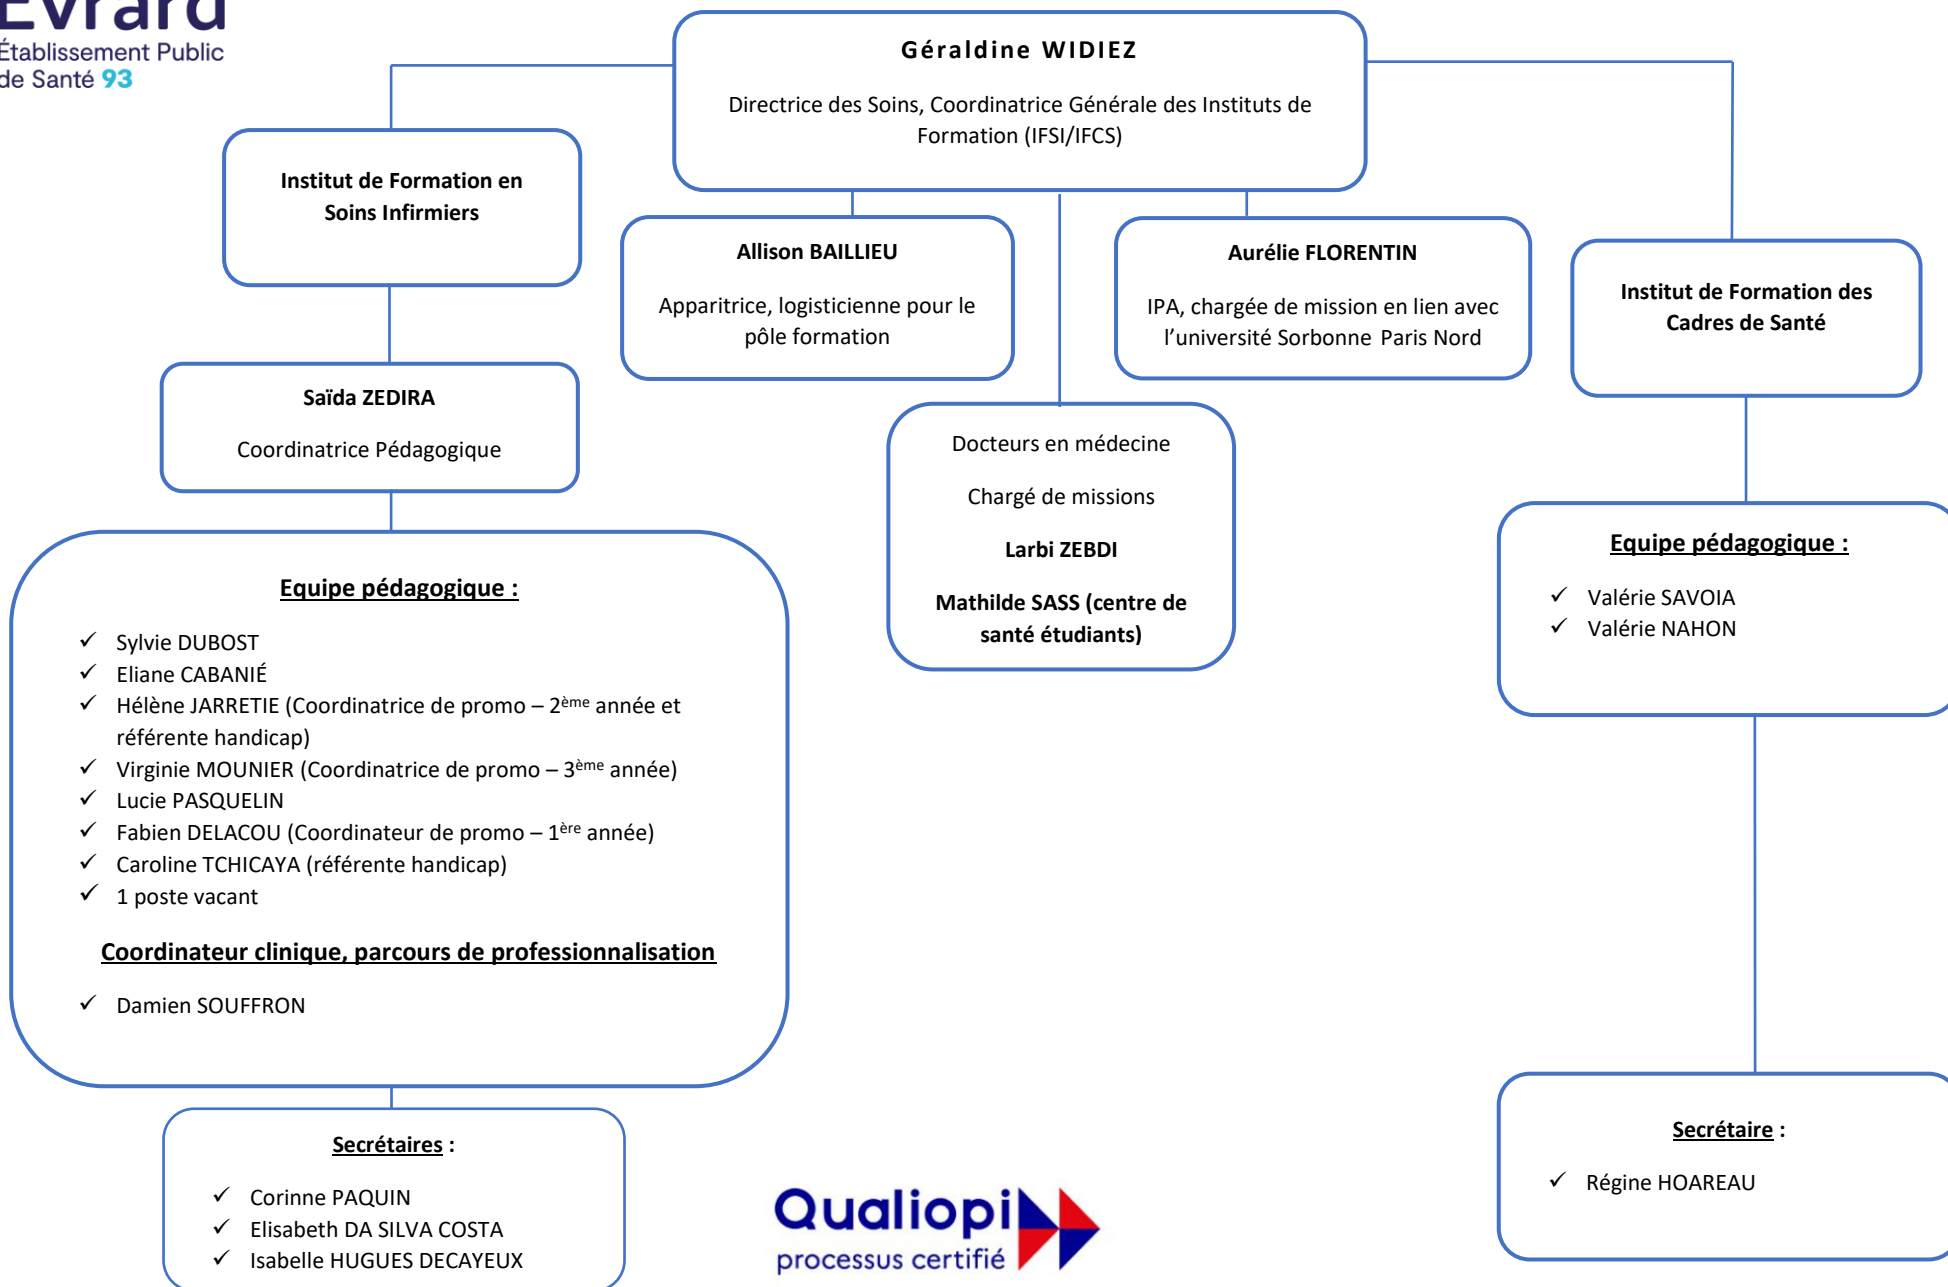 Evrard
Établissement Public
de Santé 93
Géraldine WIDIEZ
Directrice des Soins, Coordinatrice Générale des Instituts de
Formation (IFSI/IFCS)
Institut de Formation en
Soins Infirmiers
Allison BAILLIEU
Apparitrice, logisticienne pour le
pôle formation
Aurélie FLORENTIN
IPA, chargée de mission en lien avec
l’université Sorbonne Paris Nord
Institut de Formation des
Cadres de Santé
Saïda ZEDIRA
Coordinatrice Pédagogique
Docteurs en médecine
Chargé de missions
Larbi ZEBDI
Mathilde SASS (centre de
santé étudiants)
Equipe pédagogique :
✓ Sylvie DUBOST
✓ Eliane CABANIÉ
✓ Hélène JARRETIE (Coordinatrice de promo – 2ème année et
référente handicap)
✓ Virginie MOUNIER (Coordinatrice de promo – 3ème année)
✓ Lucie PASQUELIN
✓ Fabien DELACOU (Coordinateur de promo – 1ère année)
✓ Caroline TCHICAYA (référente handicap)
✓ 1 poste vacant
Coordinateur clinique, parcours de professionnalisation
✓ Damien SOUFFRON
Equipe pédagogique :
✓ Valérie SAVOIA
✓ Valérie NAHON
Secrétaires :
✓ Corinne PAQUIN
✓ Elisabeth DA SILVA COSTA
✓ Isabelle HUGUES DECAYEUX
Qualiopi
processus certifié
Secrétaire :
✓ Régine HOAREAU